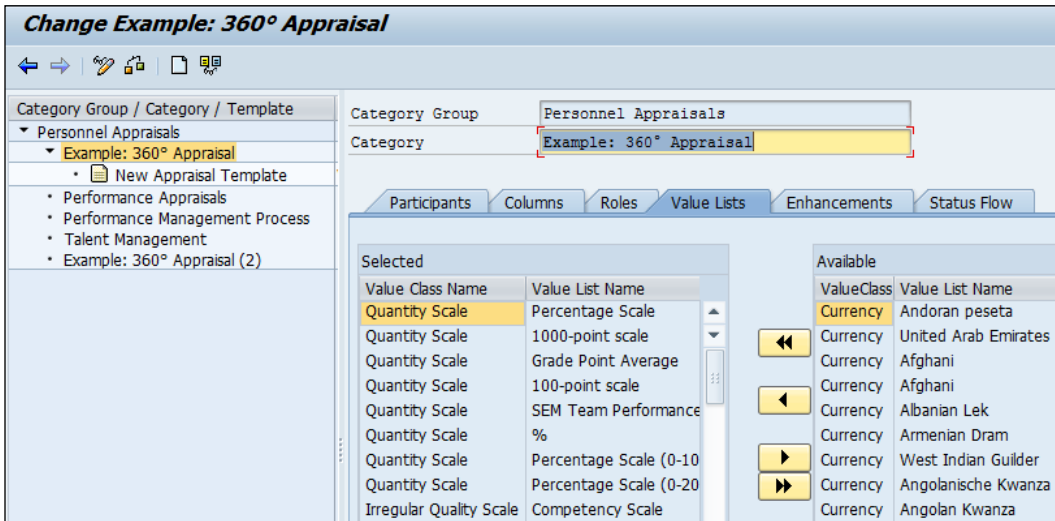 Change Example: 360° Appraisal
Category Group / Category / Template
Personnel Appraisals
Example: 360° Appraisal
New Appraisal Template
Performance Appraisals
Performance Management Process
Talent Management
Example: 360° Appraisal (2)
Category Group Personnel Appraisals
Category Example: 360° Appraisal
Participants Columns Roles Value Lists Enhancements Status Flow
Selected
Value Class Name Value List Name
Quantity Scale Percentage Scale
Quantity Scale 1000-point scale
Quantity Scale Grade Point Average
Quantity Scale 100-point scale
Quantity Scale SEM Team Performance
Quantity Scale %
Quantity Scale Percentage Scale (0-10
Quantity Scale Percentage Scale (0-20
Irregular Quality Scale Competency Scale
Available
ValueClass Value List Name
Currency Andoran peseta
Currency United Arab Emirates
Currency Afghani
Currency Afghani
Currency Albanian Lek
Currency Armenian Dram
Currency West Indian Guilder
Currency Angolanische Kwanza
Currency Angolan Kwanza